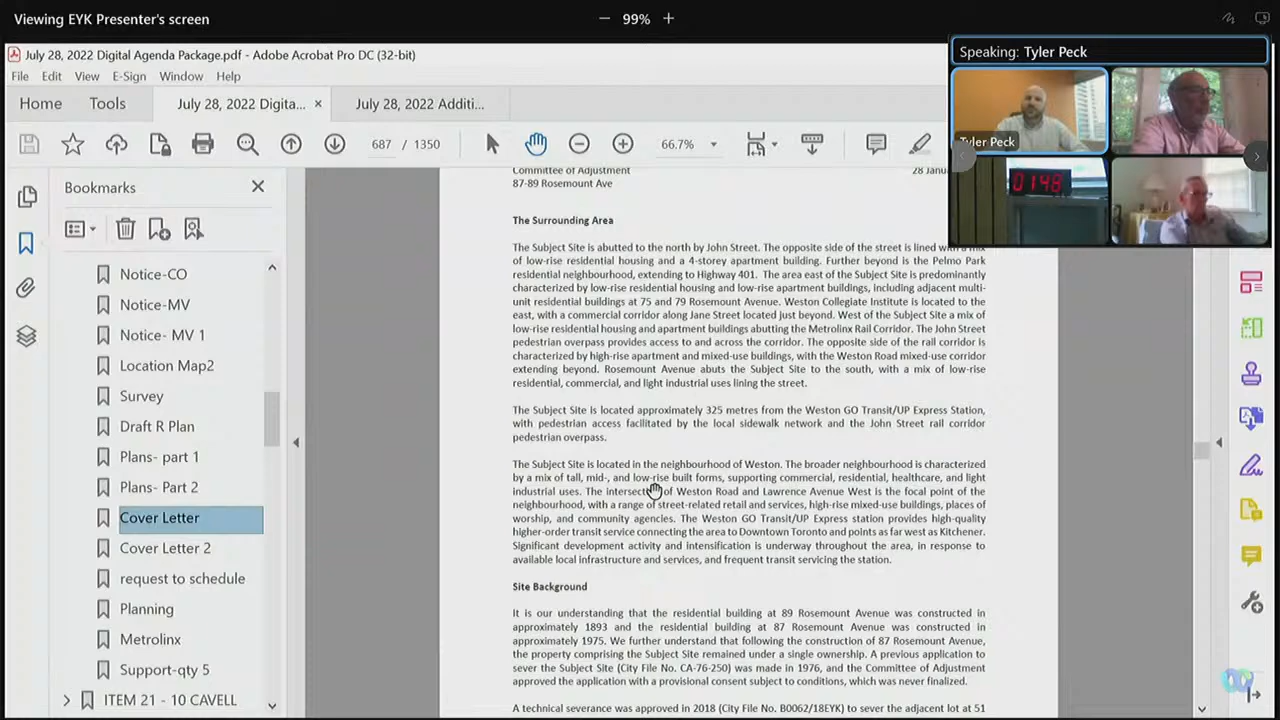 Viewing EYK Presenter's screen
99%
July 28, 2022 Digital Agenda Package.pdf - Adobe Acrobat Pro DC (32-bit)
File Edit View E-Sign Window Help
Home Tools July 28, 2022 Digita... July 28, 2022 Additi...
687 / 1350 66.7%
Speaking: Tyler Peck
Tyler Peck
0148
Bookmarks
Notice-CO
Notice-MV
Notice- MV 1
Location Map2
Survey
Draft R Plan
Plans- part 1
Plans- Part 2
Cover Letter
Cover Letter 2
request to schedule
Planning
Metrolinx
Support-qty 5
ITEM 21 - 10 CAVELL
Committee of Adjustment 28
87-89 Rosemount Ave
The Surrounding Area
The Subject Site is abutted to the north by John Street. The opposite side of the street is lined with a mix
of low-rise residential housing and a 4-storey apartment building. Further beyond is the Pelmo Park
residential neighbourhood, extending to Highway 401. The area east of the Subject Site is predominantly
characterized by low-rise residential housing and low-rise apartment buildings, including adjacent multi-
unit residential buildings at 75 and 79 Rosemount Avenue. Weston Collegiate Institute is located to the
east, with a commercial corridor along Jane Street located just beyond. West of the Subject Site a mix of
low-rise residential housing and apartment buildings abutting the Metrolinx Rail Corridor. The John Street
pedestrian overpass provides access to and across the corridor. The opposite side of the rail corridor is
characterized by high-rise apartment and mixed-use buildings, with the Weston Road mixed-use corridor
extending beyond. Rosemount Avenue abuts the Subject Site to the south, with a mix of low-rise
residential, commercial, and light industrial uses lining the street.
The Subject Site is located approximately 325 metres from the Weston GO Transit/UP Express Station,
with pedestrian access facilitated by the local sidewalk network and the John Street rail corridor
pedestrian overpass.
The Subject Site is located in the neighbourhood of Weston. The broader neighbourhood is characterized
by a mix of tall, mid-, and low-rise built forms, supporting commercial, residential, healthcare, and light
industrial uses. The intersection of Weston Road and Lawrence Avenue West is the focal point of the
neighbourhood, with a range of street-related retail and services, high-rise mixed-use buildings, places of
worship, and community agencies. The Weston GO Transit/UP Express station provides high-quality
higher-order transit service connecting the area to Downtown Toronto and points as far west as Kitchener.
Significant development activity and intensification is underway throughout the area, in response to
available local infrastructure and services, and frequent transit servicing the station.
Site Background
It is our understanding that the residential building at 89 Rosemount Avenue was constructed in
approximately 1893 and the residential building at 87 Rosemount Avenue was constructed in
approximately 1975. We further understand that following the construction of 87 Rosemount Avenue,
the property comprising the Subject Site remained under a single ownership. A previous application to
sever the Subject Site (City File No. CA-76-250) was made in 1976, and the Committee of Adjustment
approved the application with a provisional consent subject to conditions, which was never finalized.
A technical severance was approved in 2018 (City File No. B0062/18EYK) to sever the adjacent lot at 51